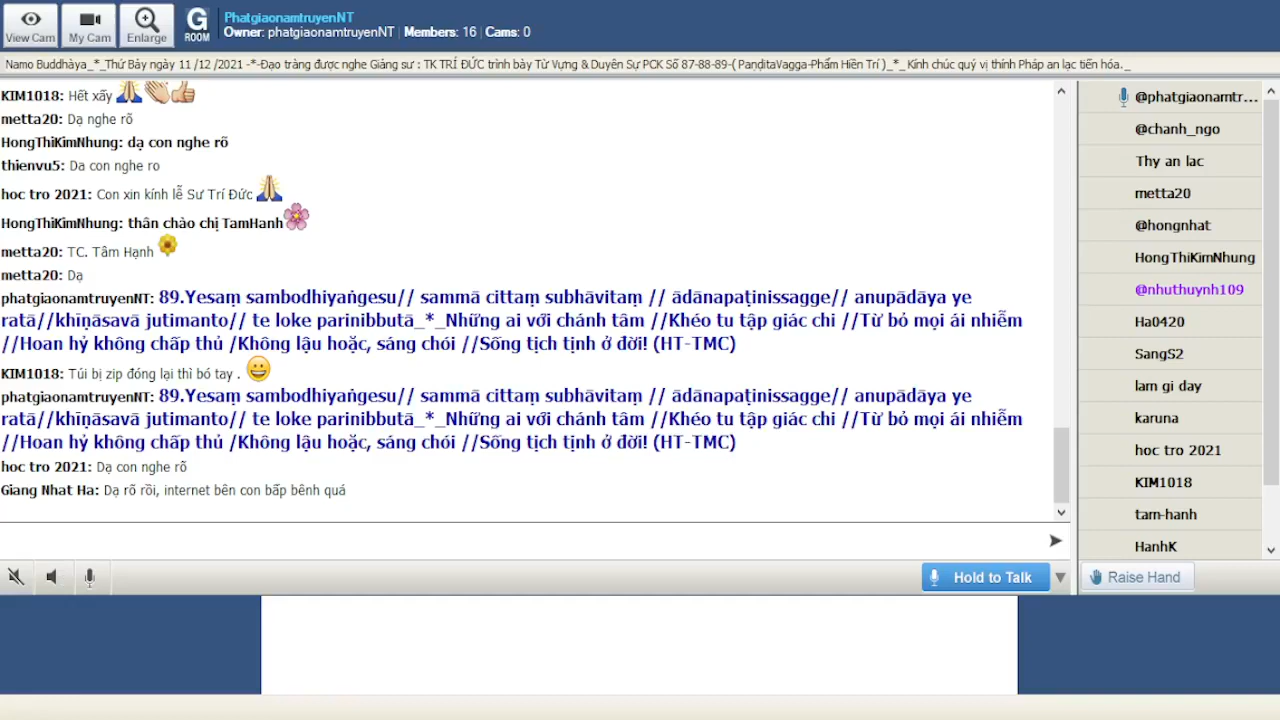 View Cam
My Cam
Enlarge
G
ROOM
PhatgiaonamtruyenNT
Owner: phatgiaonamtruyenNT | Members: 16 | Cams: 0
Namo Buddhàya_*_Thứ Bảy ngày 11 /12 /2021 -*-Đạo tràng được nghe Giảng sư : TK TRÍ ĐỨC trình bày Từ Vựng & Duyên Sự PCK Số 87-88-89-( PaṇḍitaVagga-Phẩm Hiền Trí )_*_ Kính chúc quý vị thính Pháp an lạc tiến hóa._
KIM1018: Hết xẩy
metta20: Dạ nghe rõ
HongThiKimNhung: dạ con nghe rõ
thienvu5: Da con nghe ro
hoc tro 2021: Con xin kính lễ Sư Trí Đức
HongThiKimNhung: thân chào chị TamHanh
metta20: TC. Tâm Hạnh
metta20: Dạ
phatgiaonamtruyenNT: 89.Yesaṃ sambodhiyaṅgesu// sammā cittaṃ subhāvitaṃ // ādānapaṭinissagge// anupādāya ye
ratā//khīṇāsavā jutimanto// te loke parinibbutā_*_Những ai với chánh tâm //Khéo tu tập giác chi //Từ bỏ mọi ái nhiễm
//Hoan hỷ không chấp thủ /Không lậu hoặc, sáng chói //Sống tịch tịnh ở đời! (HT-TMC)
KIM1018: Túi bị zip đóng lại thì bó tay .
phatgiaonamtruyenNT: 89.Yesaṃ sambodhiyaṅgesu// sammā cittaṃ subhāvitaṃ // ādānapaṭinissagge// anupādāya ye
ratā//khīṇāsavā jutimanto// te loke parinibbutā_*_Những ai với chánh tâm //Khéo tu tập giác chi //Từ bỏ mọi ái nhiễm
//Hoan hỷ không chấp thủ /Không lậu hoặc, sáng chói //Sống tịch tịnh ở đời! (HT-TMC)
hoc tro 2021: Dạ con nghe rõ
Giang Nhat Ha: Dạ rõ rồi, internet bên con bấp bênh quá
@phatgiaonamtr...
@chanh_ngo
Thy an lac
metta20
@hongnhat
HongThiKimNhung
@nhuthuynh109
Ha0420
SangS2
lam gi day
karuna
hoc tro 2021
KIM1018
tam-hanh
HanhK
Hold to Talk
Raise Hand